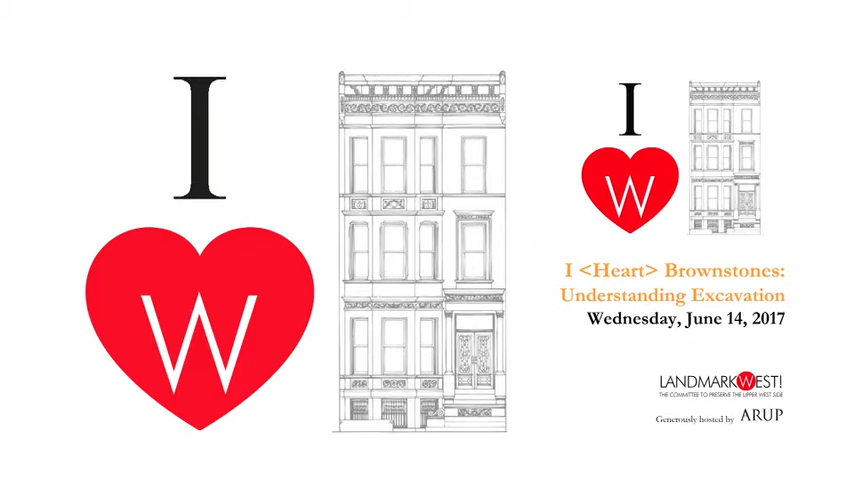 I
W
I
W
I <Heart> Brownstones:
Understanding Excavation
Wednesday, June 14, 2017
LANDMARKWEST!
THE COMMITTEE TO PRESERVE THE UPPER WEST SIDE
Generously hosted by ARUP